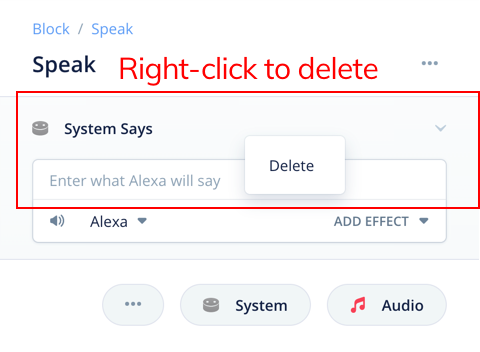 Block / Speak
Speak
Right-click to delete
System Says
Delete
Enter what Alexa will say
Alexa
ADD EFFECT
System
Audio